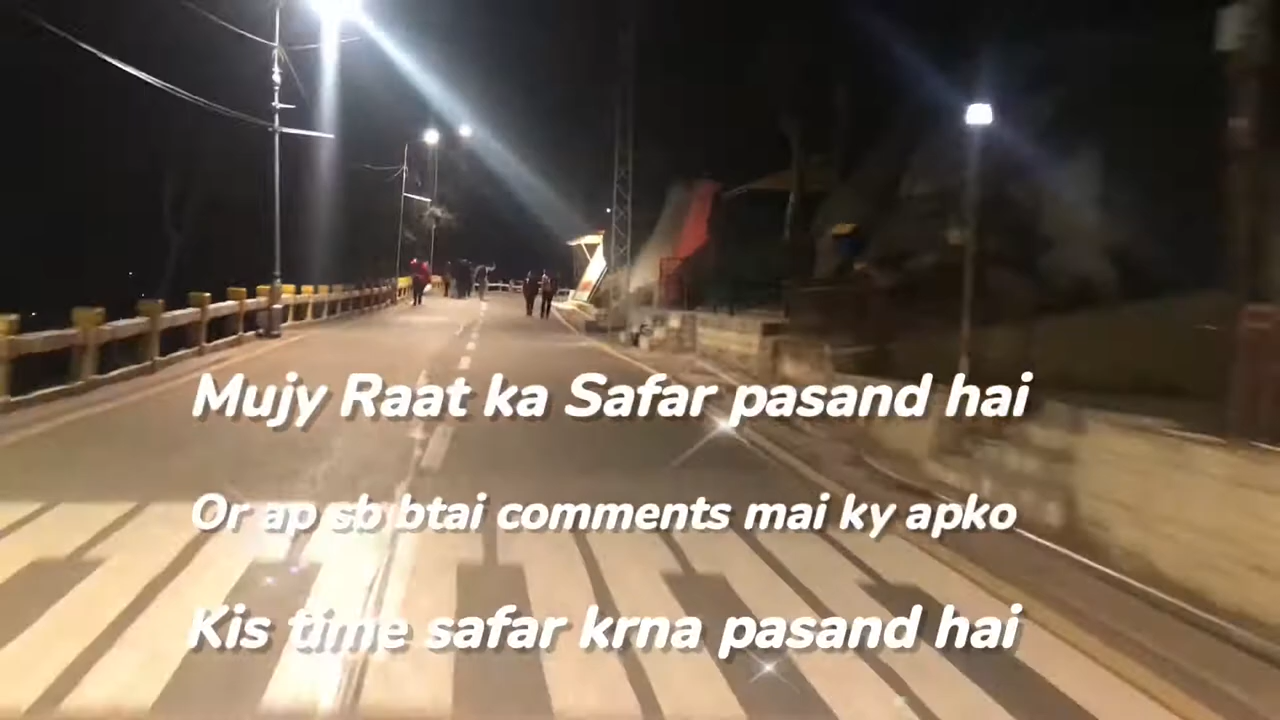 Mujy Raat ka Safar pasand hai
Or ap sb btai comments mai ky apko
Kis time safar krna pasand hai